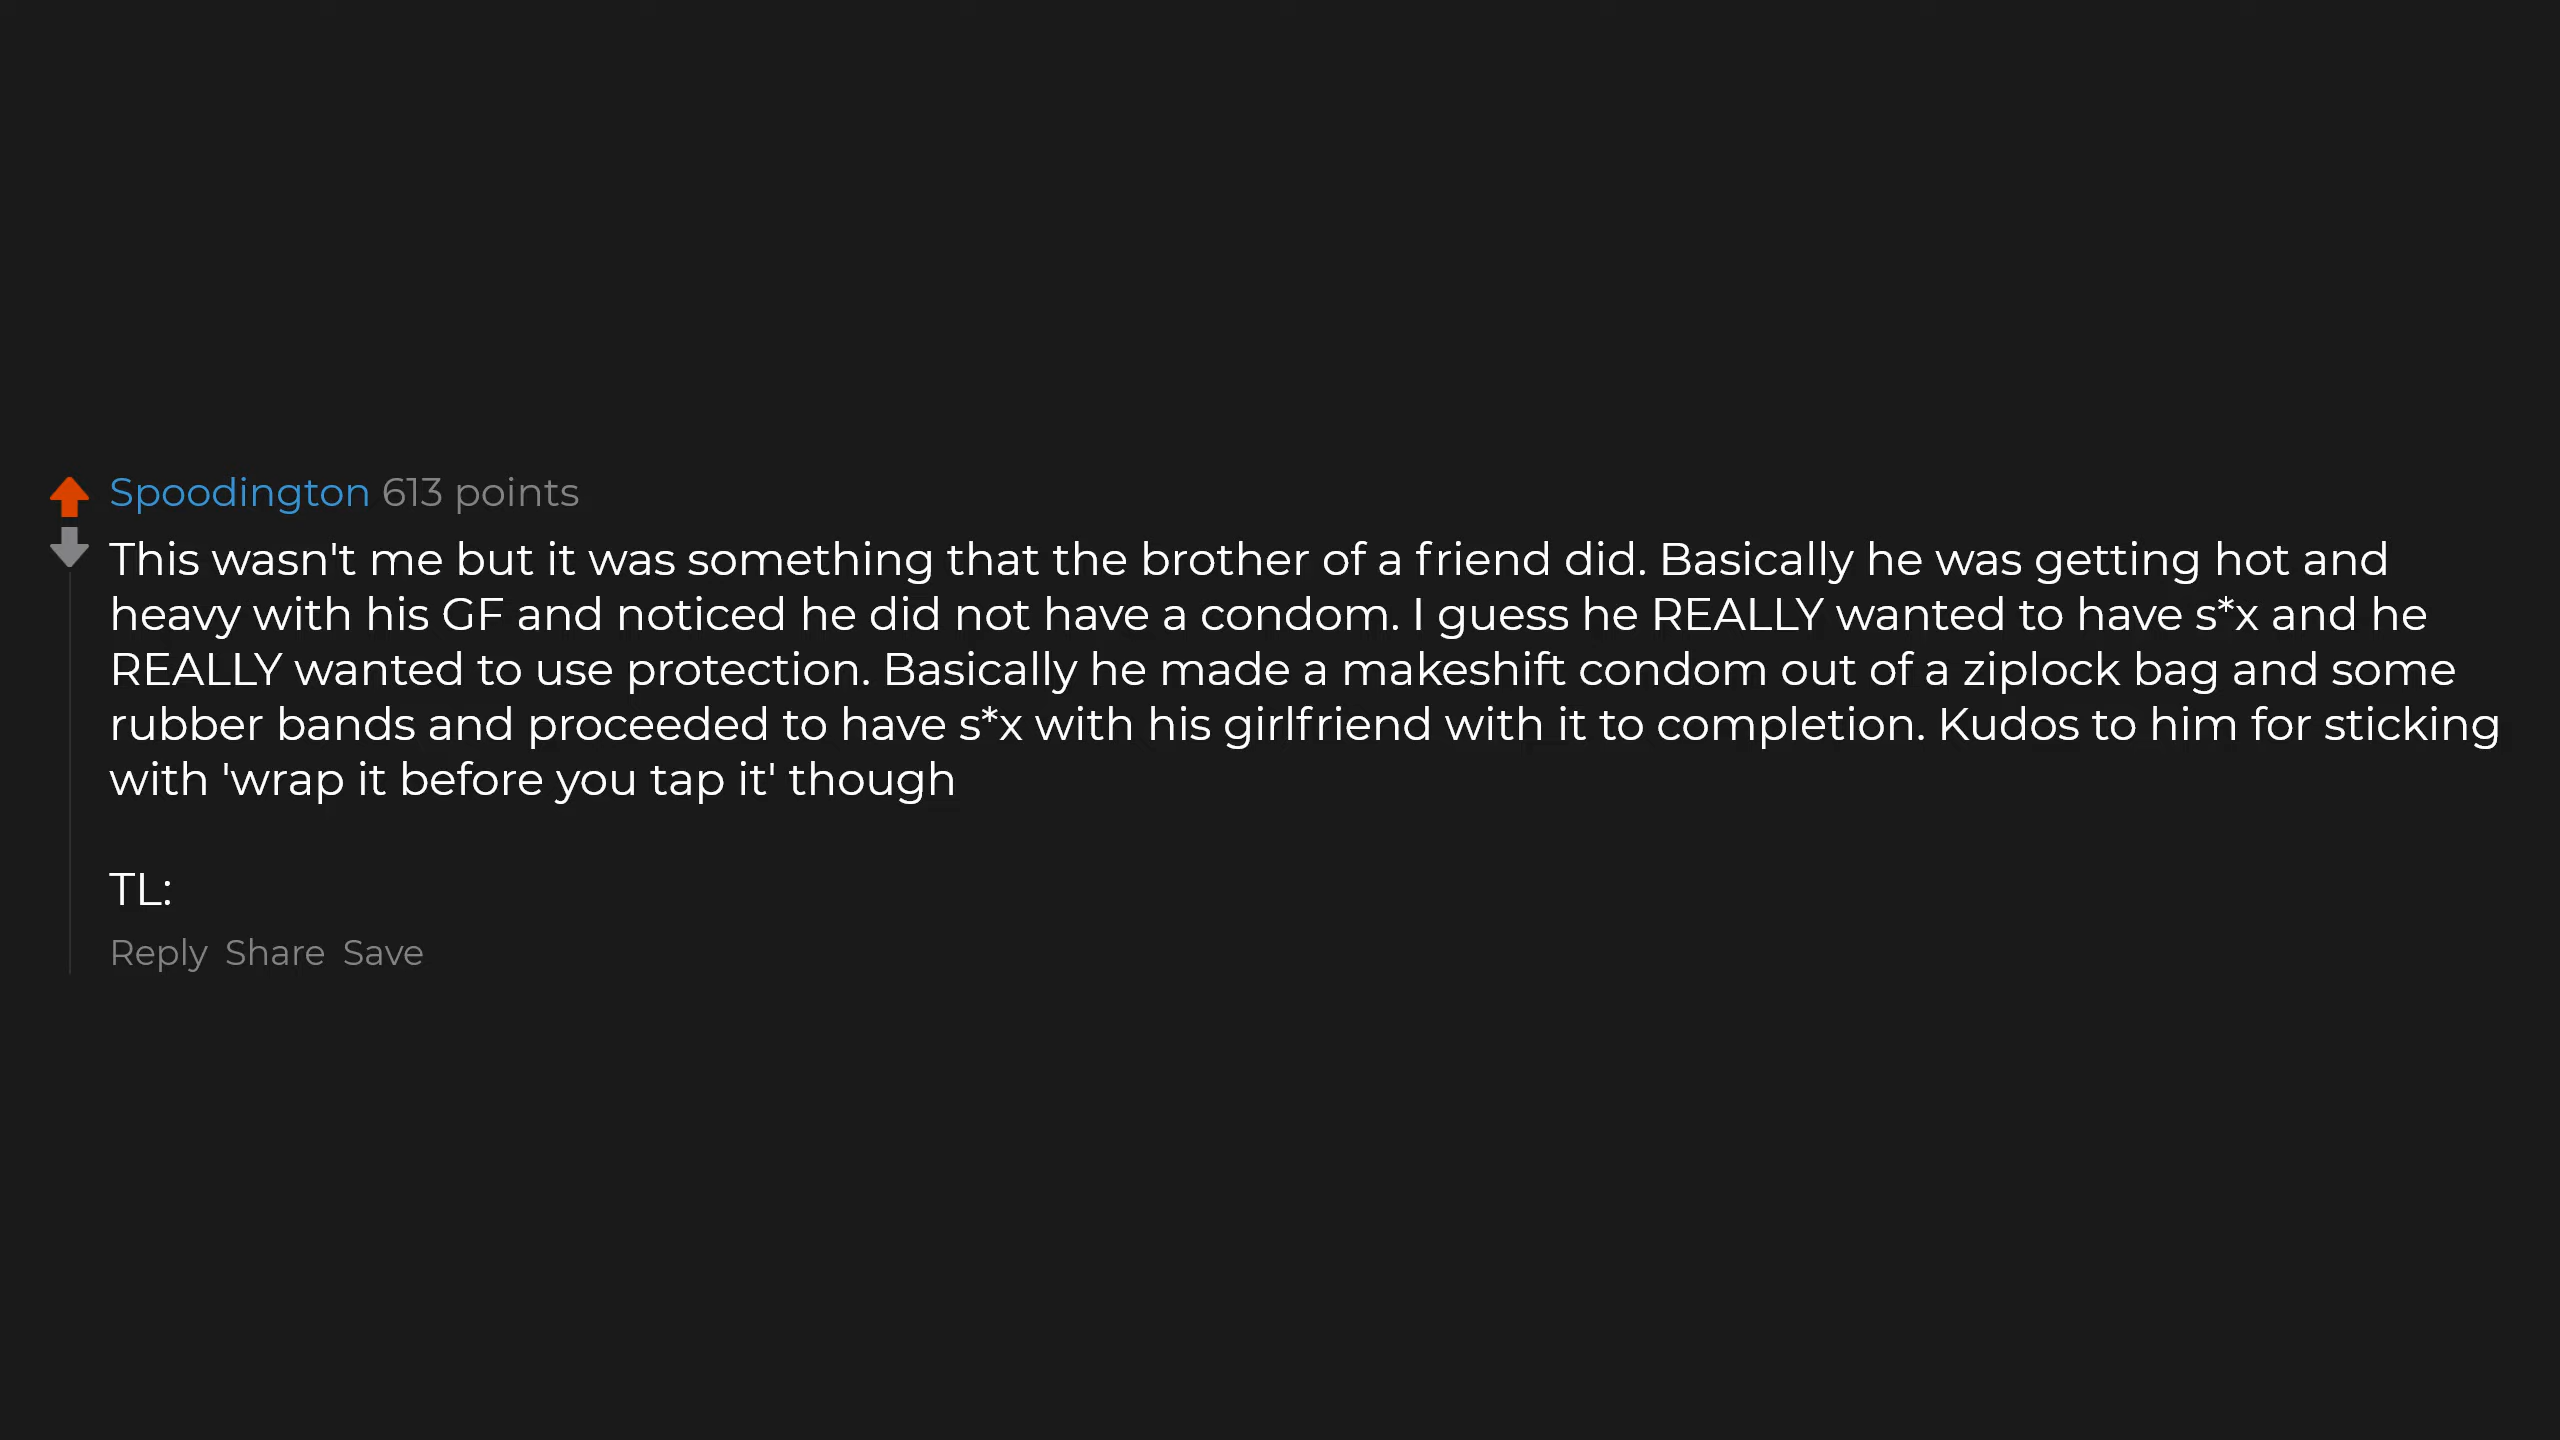 Spoodington 613 points
This wasn't me but it was something that the brother of a friend did. Basically he was getting hot and
heavy with his GF and noticed he did not have a condom. I guess he REALLY wanted to have s*x and he
REALLY wanted to use protection. Basically he made a makeshift condom out of a ziplock bag and some
rubber bands and proceeded to have s*x with his girlfriend with it to completion. Kudos to him for sticking
with 'wrap it before you tap it' though
TL:
Reply Share Save